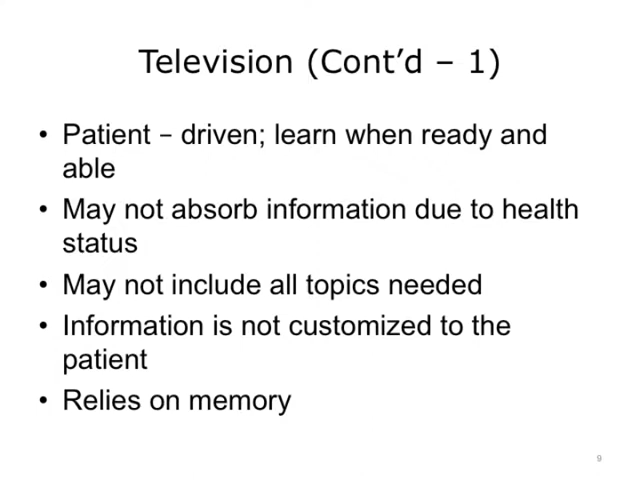 Television (Cont’d – 1)
• Patient – driven; learn when ready and
able
• May not absorb information due to health
status
• May not include all topics needed
• Information is not customized to the
patient
• Relies on memory
9